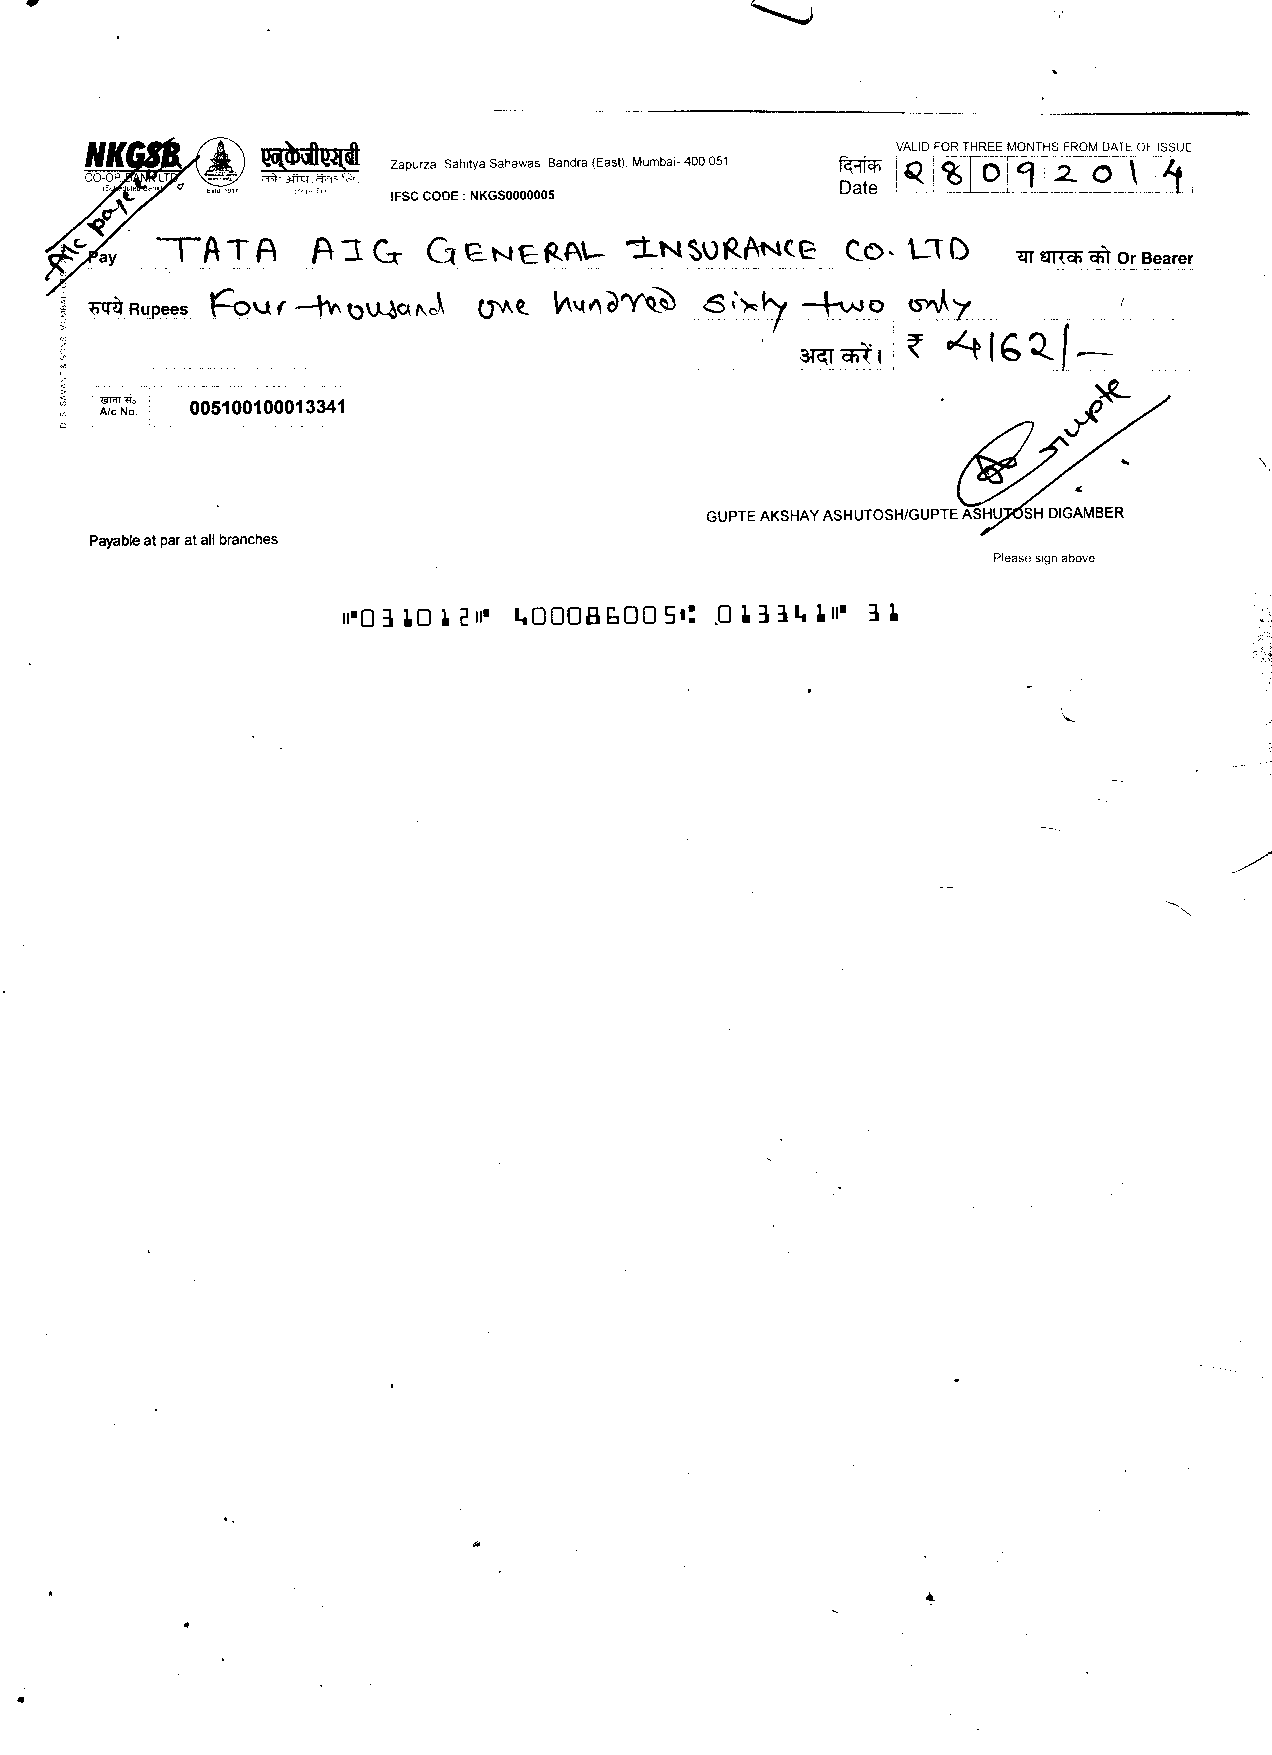 VALID FOR THREE MONTHS FROM DATE OF ISSUE
NKGSB एनकेजीएसबी
CO-OP. BANK LTD.
Zapurza Sahitya Sahawas Bandra (East), Mumbai- 400 051
IFSC CODE : NKGS0000005
दिनांक
Date 28092014
A/c payee
Pay TATA AIG GENERAL INSURANCE CO. LTD या धारक को Or Bearer
रुपये Rupees Four thousand one hundred sixty two only
अदा करें। ₹ 4162/-
खाता सं.
A/c No. 005100100013341
Gupte
GUPTE AKSHAY ASHUTOSH/GUPTE ASHUTOSH DIGAMBER
Payable at par at all branches
Please sign above
⑈031012⑈ 400086005⑆ 013341⑈ 31